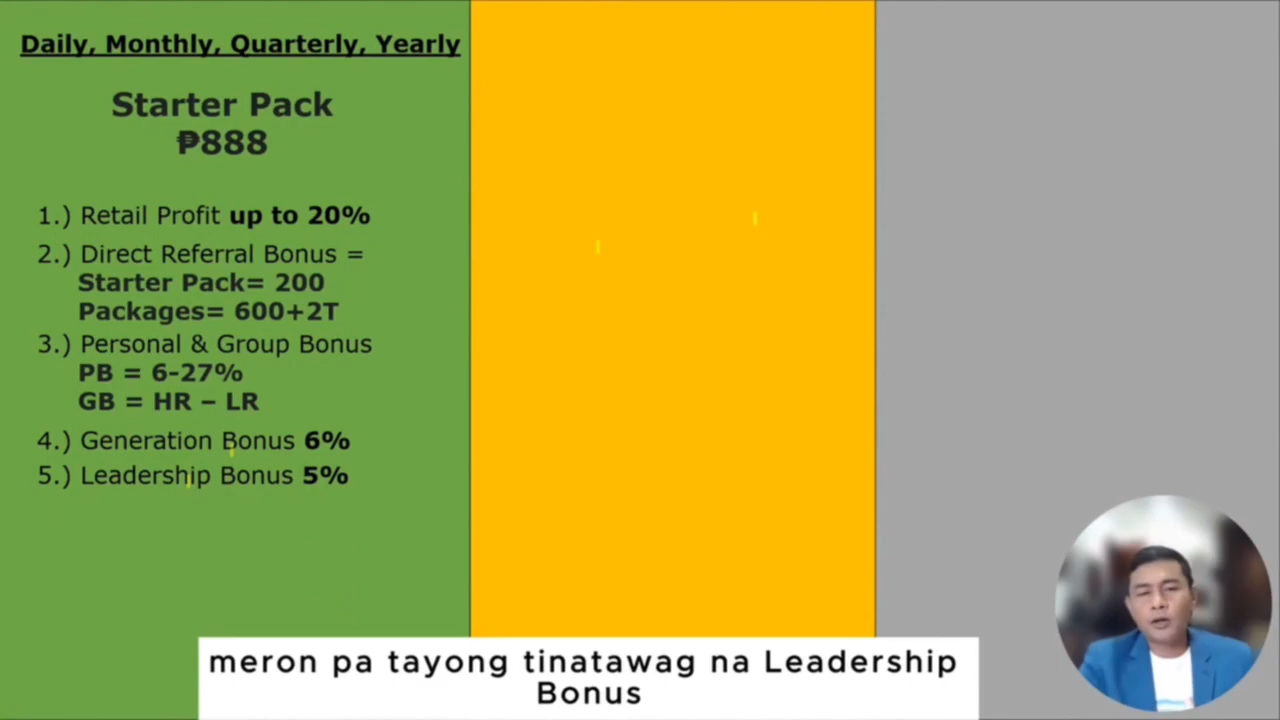 Daily, Monthly, Quarterly, Yearly
Starter Pack
₱888
1.) Retail Profit up to 20%
2.) Direct Referral Bonus =
Starter Pack= 200
Packages= 600+2T
3.) Personal & Group Bonus
PB = 6-27%
GB = HR – LR
4.) Generation Bonus 6%
5.) Leadership Bonus 5%
meron pa tayong tinatawag na Leadership
Bonus